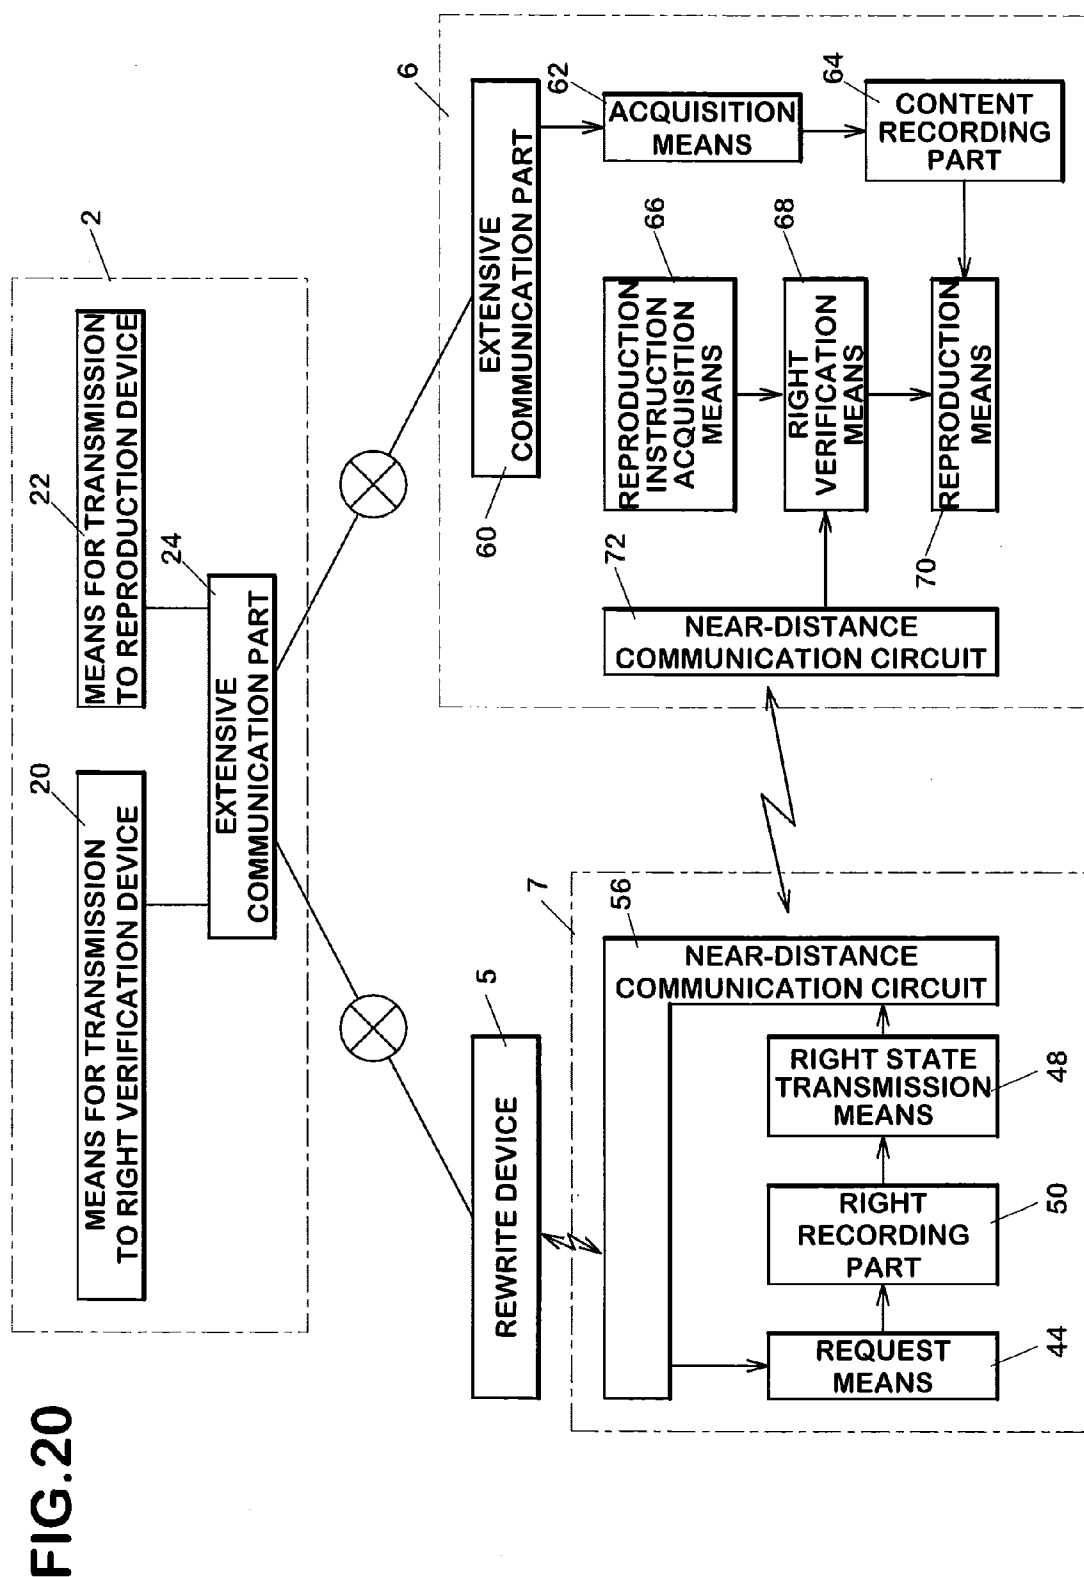 FIG.20
2
20
MEANS FOR TRANSMISSION
TO RIGHT VERIFICATION DEVICE
22
MEANS FOR TRANSMISSION
TO REPRODUCTION DEVICE
24
EXTENSIVE
COMMUNICATION PART
5
REWRITE DEVICE
7
56
NEAR-DISTANCE
COMMUNICATION CIRCUIT
RIGHT STATE
TRANSMISSION
MEANS
48
RIGHT
RECORDING
PART
50
REQUEST
MEANS
44
6
EXTENSIVE
COMMUNICATION PART
60
62
ACQUISITION
MEANS
64
CONTENT
RECORDING
PART
66
REPRODUCTION
INSTRUCTION
ACQUISITION
MEANS
68
RIGHT
VERIFICATION
MEANS
REPRODUCTION
MEANS
70
72
NEAR-DISTANCE
COMMUNICATION CIRCUIT